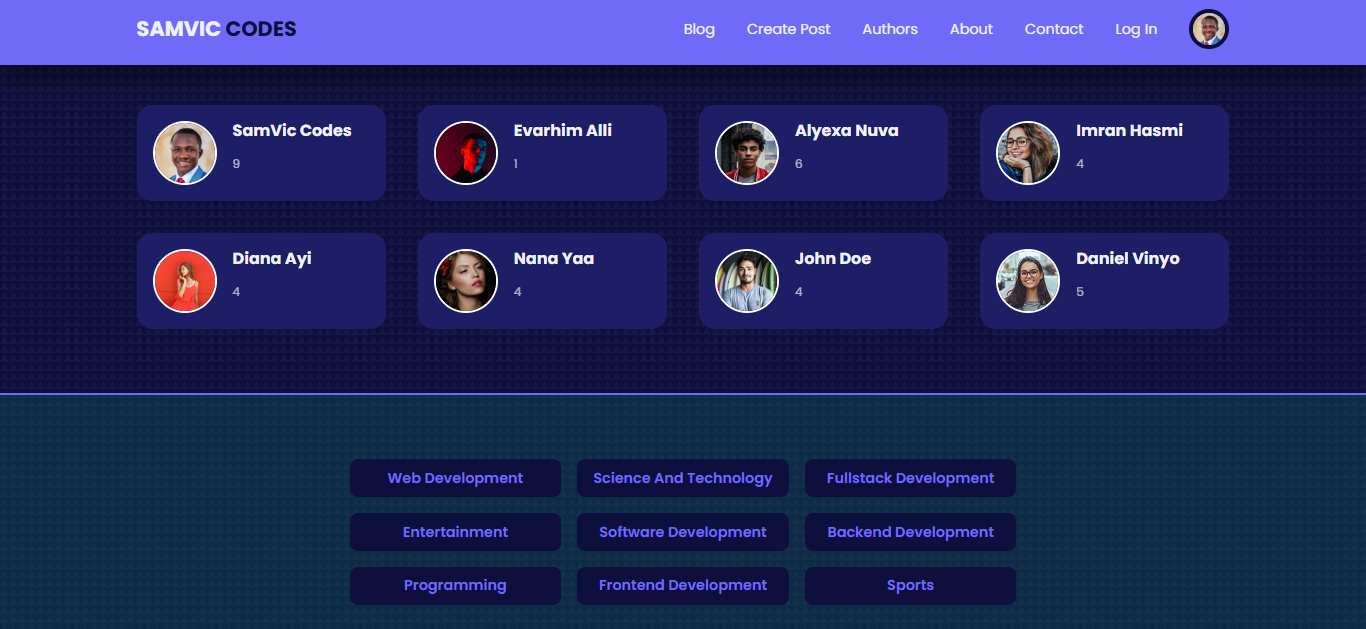 SAMVIC CODES
Blog
Create Post
Authors
About
Contact
Log In
SamVic Codes
9
Evarhim Alli
1
Alyexa Nuva
6
Imran Hasmi
4
Diana Ayi
4
Nana Yaa
4
John Doe
4
Daniel Vinyo
5
Web Development
Science And Technology
Fullstack Development
Entertainment
Software Development
Backend Development
Programming
Frontend Development
Sports